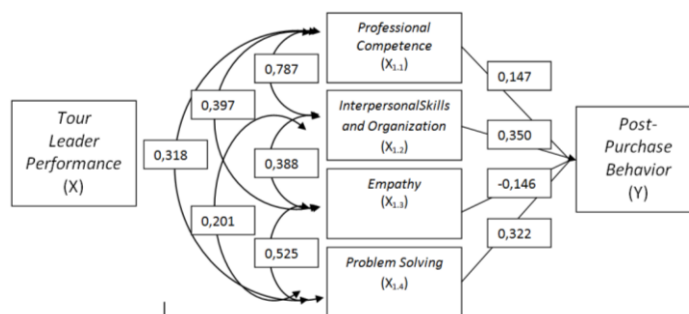 Tour
Leader
Performance
(X)
0,318
0,397
0,201
0,787
0,388
0,525
Professional
Competence
(X1.1)
InterpersonalSkills
and Organization
(X1.2)
Empathy
(X1.3)
Problem Solving
(X1.4)
0,147
0,350
-0,146
0,322
Post-
Purchase
Behavior
(Y)